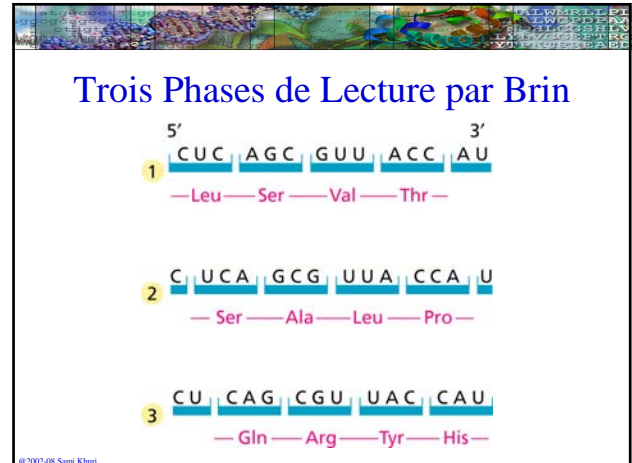 ALWMRLLPL
ALWGPDPAA
Trois Phases de Lecture par Brin
5′ 3′
CUC AGC GUU ACC AU
1
—Leu—Ser—Val—Thr—
C UCA GCG UUA CCA U
2
—Ser—Ala—Leu—Pro—
CU CAG CGU UAC CAU
3
—Gln—Arg—Tyr—His—
@2002-08 Sami Khuri